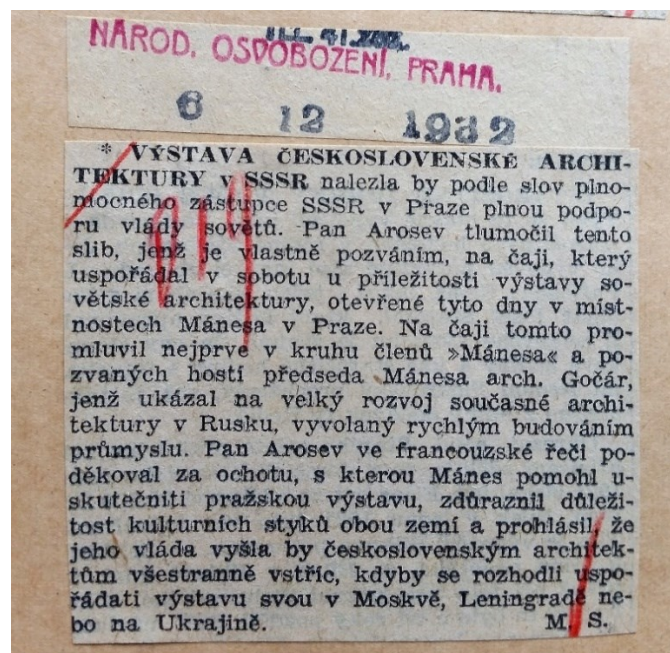 NÁROD. OSVOBOZENÍ, PRAHA.
6 12 1932
* VÝSTAVA ČESKOSLOVENSKÉ ARCHI-
TEKTURY v SSSR nalezla by podle slov plno-
mocného zástupce SSSR v Praze plnou podpo-
ru vlády sovětů. Pan Arosev tlumočil tento
slib, jenž je vlastně pozváním, na čaji, který
uspořádal v sobotu u příležitosti výstavy so-
větské architektury, otevřené tyto dny v míst-
nostech Mánesa v Praze. Na čaji tomto pro-
mluvil nejprve v kruhu členů »Mánesa« a po-
zvaných hostí předseda Mánesa arch. Gočár,
jenž ukázal na velký rozvoj současné archi-
tektury v Rusku, vyvolaný rychlým budováním
průmyslu. Pan Arosev ve francouzské řeči po-
děkoval za ochotu, s kterou Mánes pomohl u-
skutečniti pražskou výstavu, zdůraznil důleži-
tost kulturních styků obou zemí a prohlásil, že
jeho vláda vyšla by československým architek-
tům všestranně vstříc, kdyby se rozhodli uspo-
řádati výstavu svou v Moskvě, Leningradě ne-
bo na Ukrajině. M. S.